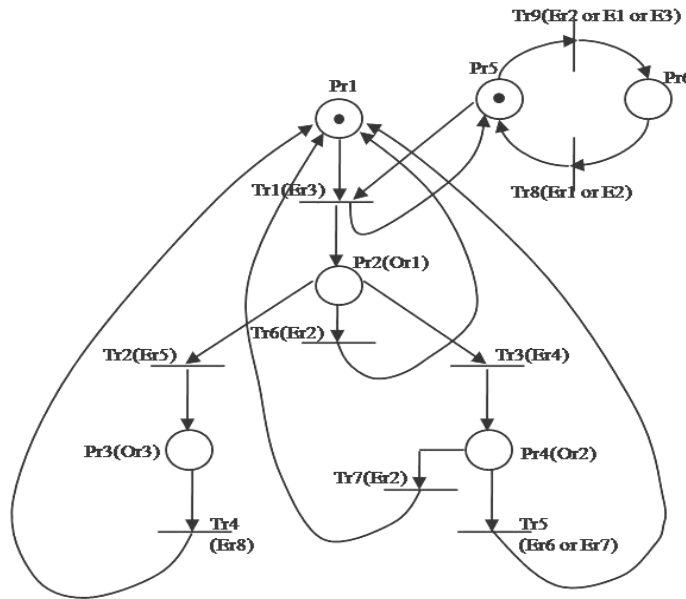 Tr9(Er2 or E1 or E3)
Pr5
Pr6
Pr1
Tr1(Er3)
Tr8(Er1 or E2)
Pr2(Or1)
Tr6(Er2)
Tr2(Er5)
Tr3(Er4)
Pr3(Or3)
Pr4(Or2)
Tr7(Er2)
Tr4
(Er8)
Tr5
(Er6 or Er7)